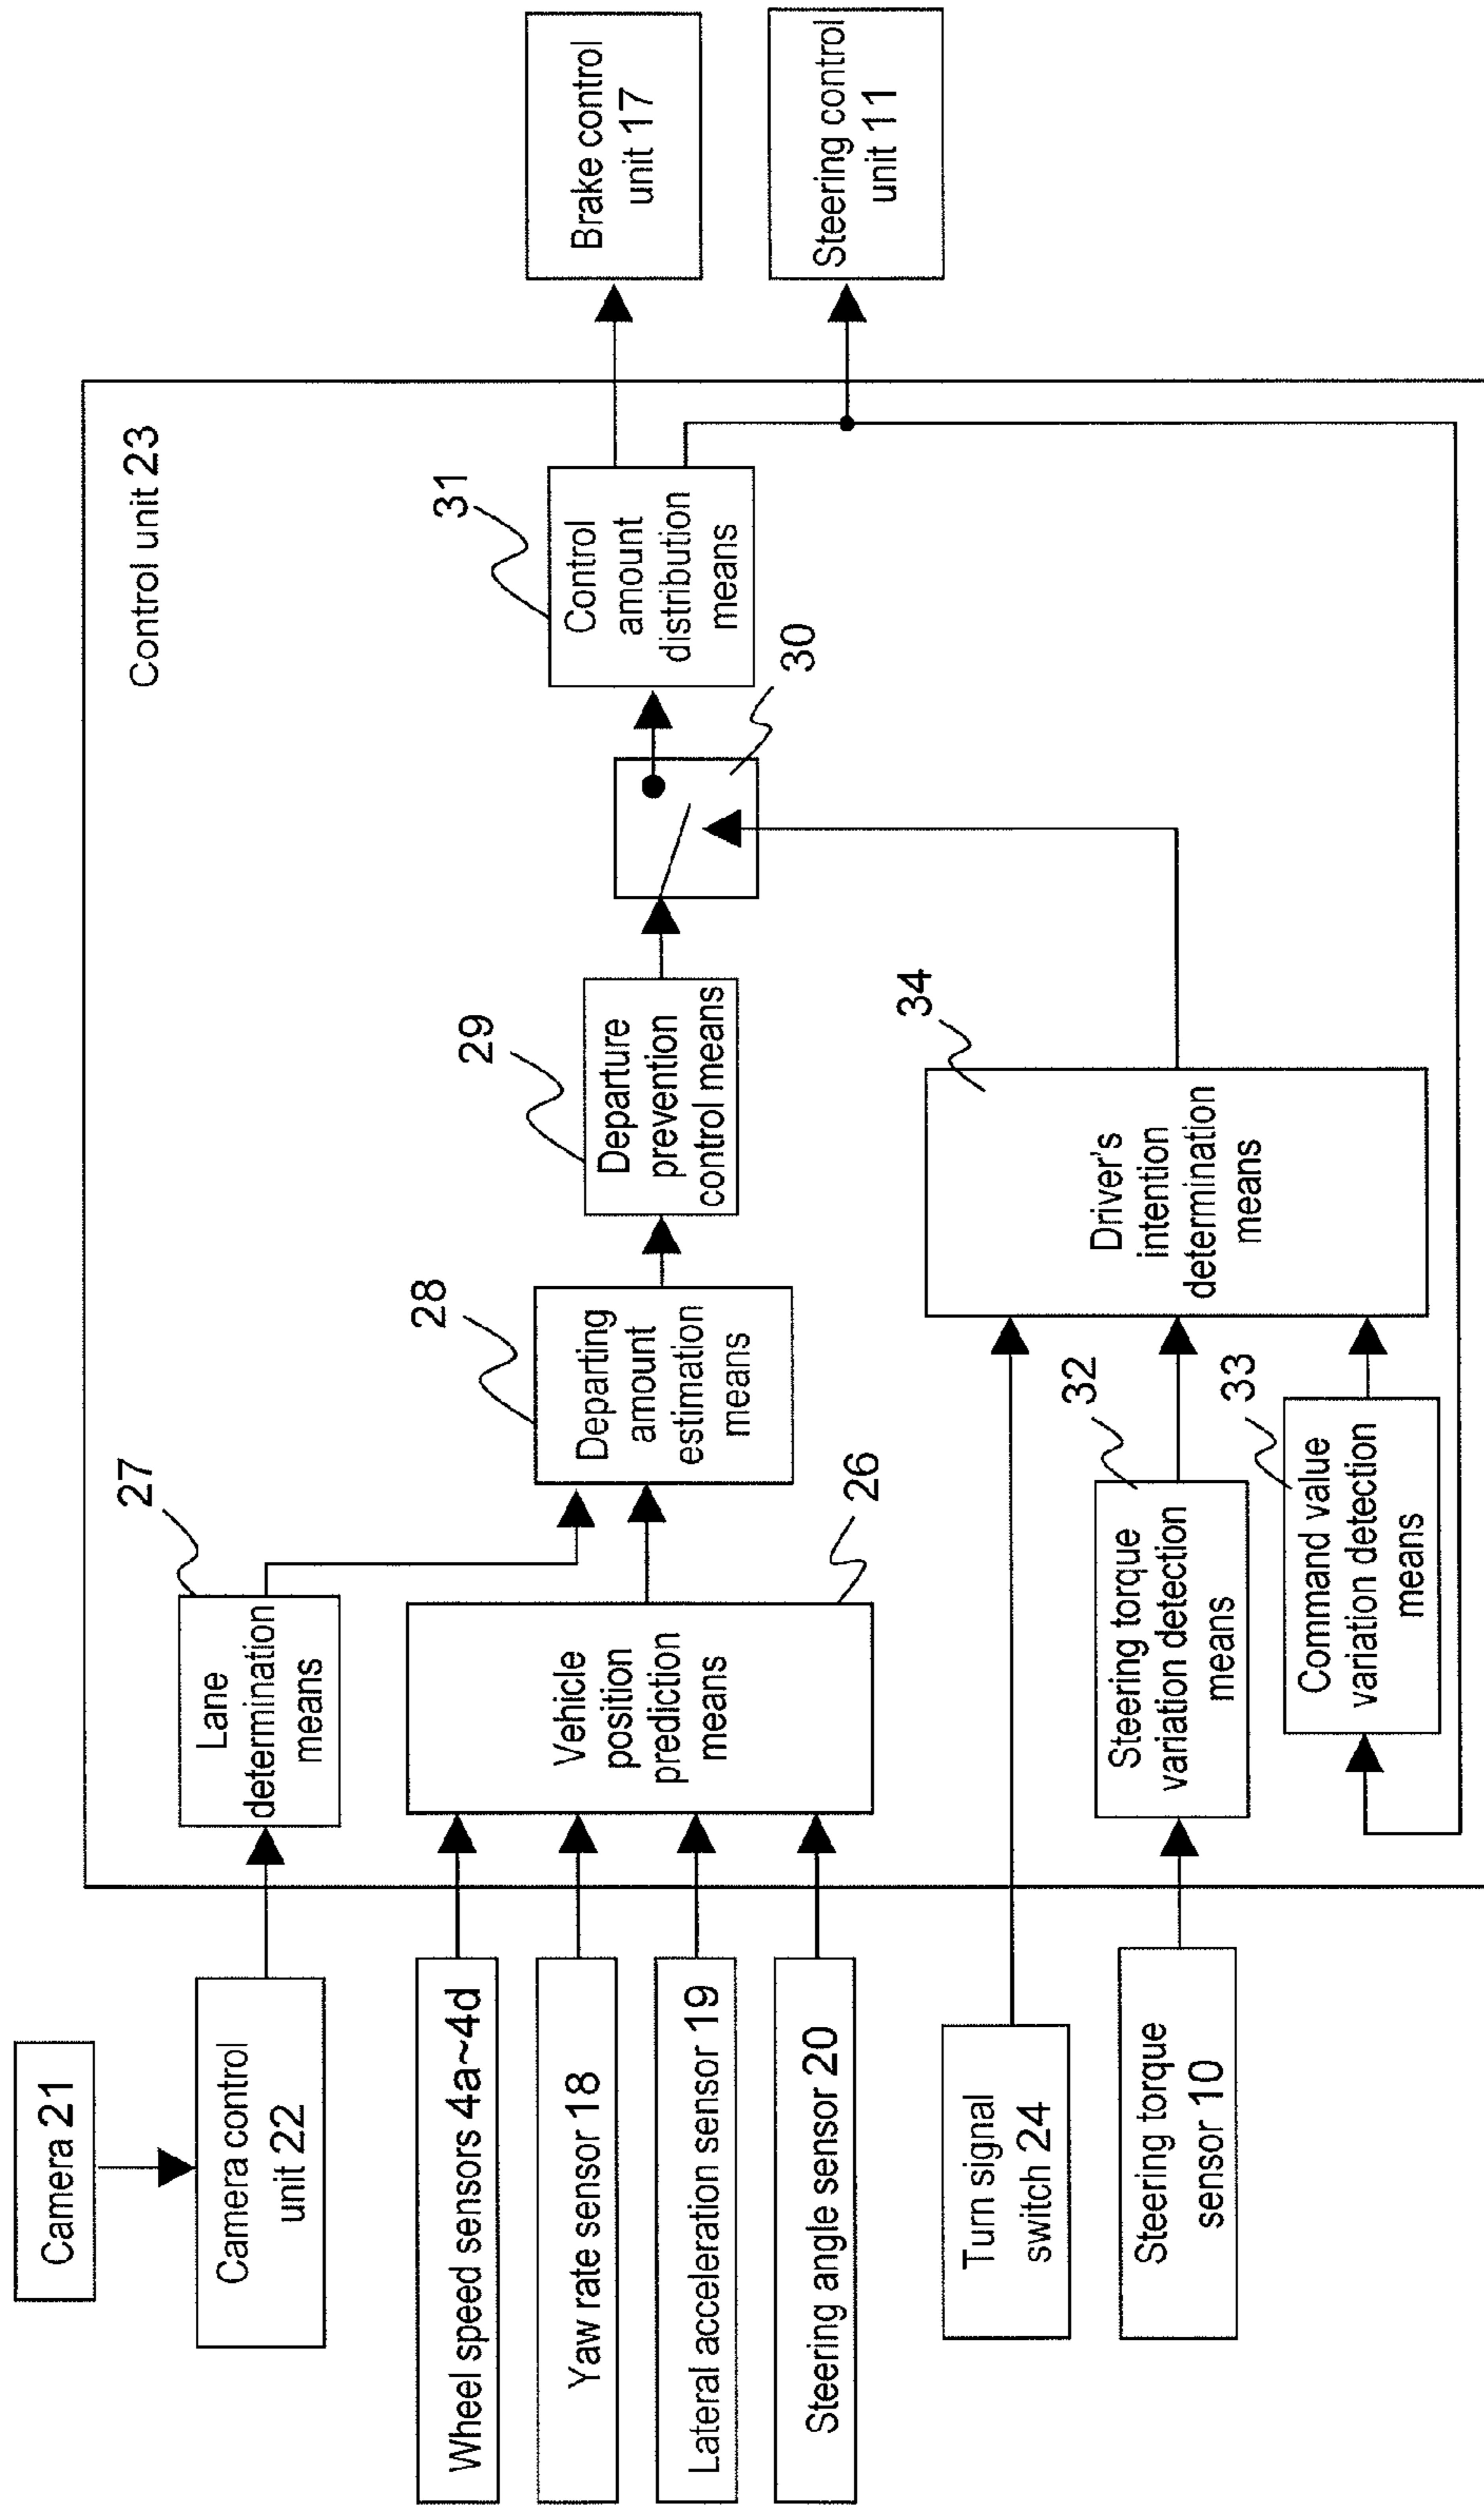 Camera 21
Camera control
unit 22
Wheel speed sensors 4a~4d
Yaw rate sensor 18
Lateral acceleration sensor 19
Steering angle sensor 20
Turn signal
switch 24
Steering torque
sensor 10
Control unit 23
27
Lane
determination
means
Vehicle
position
prediction
means
26
28
Departing
amount
estimation
means
29
Departure
prevention
control means
30
31
Control
amount
distribution
means
32
Steering torque
variation detection
means
33
Command value
variation detection
means
34
Driver's
intention
determination
means
Brake control
unit 17
Steering control
unit 11